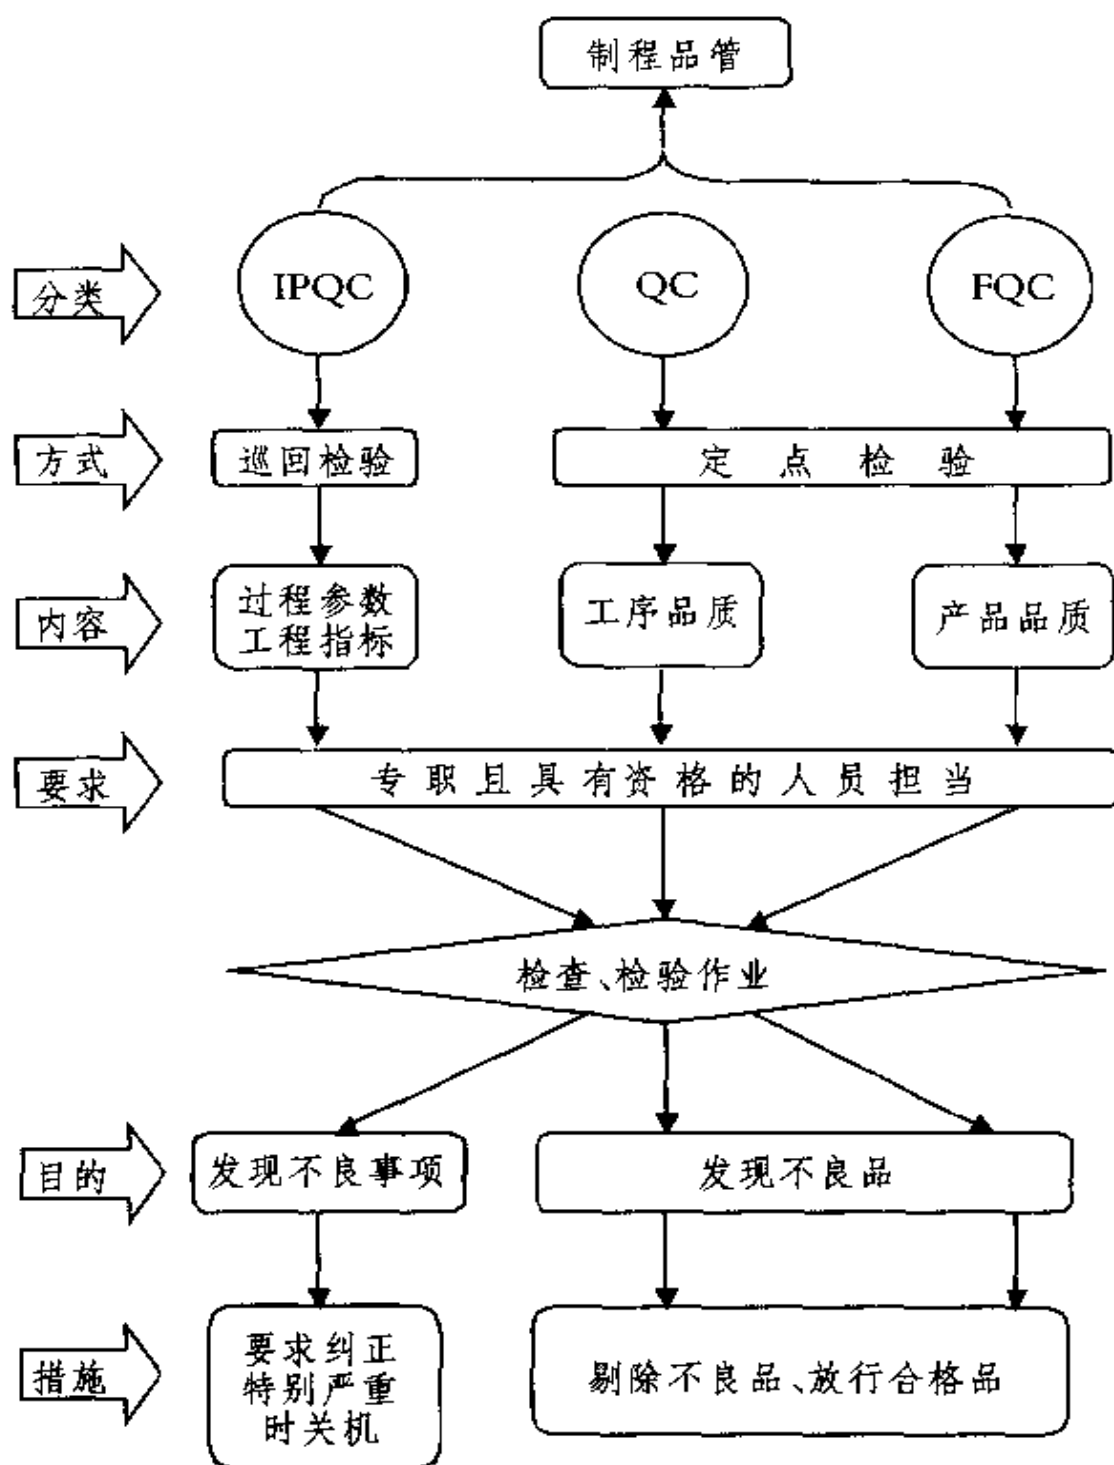 制程品管
分类
IPQC
QC
FQC
方式
巡回检验
定点检验
内容
过程参数
工程指标
工序品质
产品品质
要求
专职且具有资格的人员担当
检查、检验作业
目的
发现不良事项
发现不良品
措施
要求纠正
特别严重
时关机
剔除不良品、放行合格品